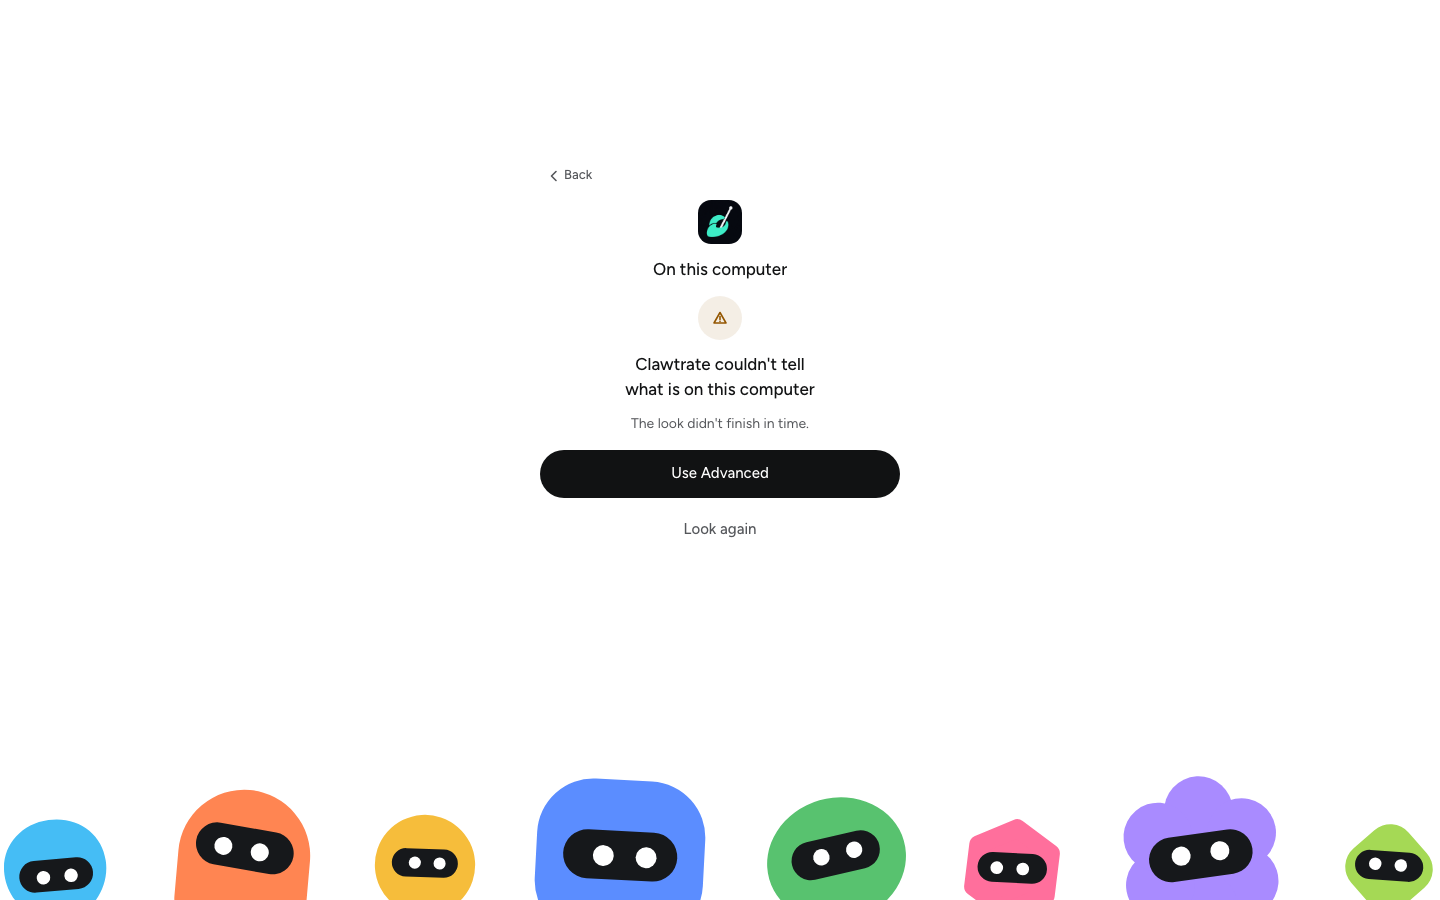 Back
On this computer
Clawtrate couldn't tell
what is on this computer
The look didn't finish in time.
Use Advanced
Look again